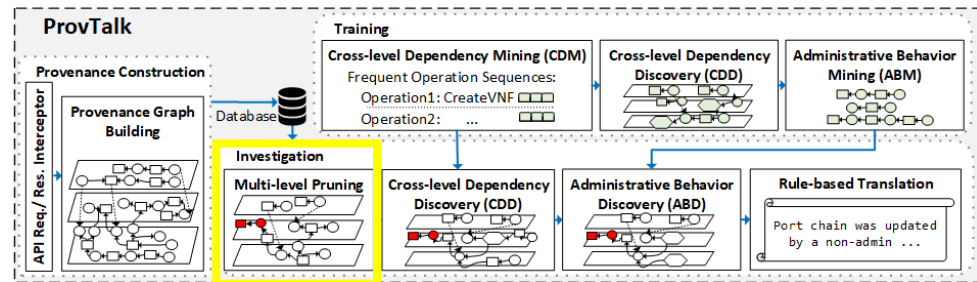 ProvTalk
Training
Provenance Construction
API Req./ Res. Interceptor
Provenance Graph
Building
Database
Cross-level Dependency Mining (CDM)
Frequent Operation Sequences:
Operation1: CreateVNF
Operation2: ...
Cross-level Dependency
Discovery (CDD)
Administrative Behavior
Mining (ABM)
Investigation
Multi-level Pruning
Cross-level Dependency
Discovery (CDD)
Administrative Behavior
Discovery (ABD)
Rule-based Translation
Port chain was updated
by a non-admin ...